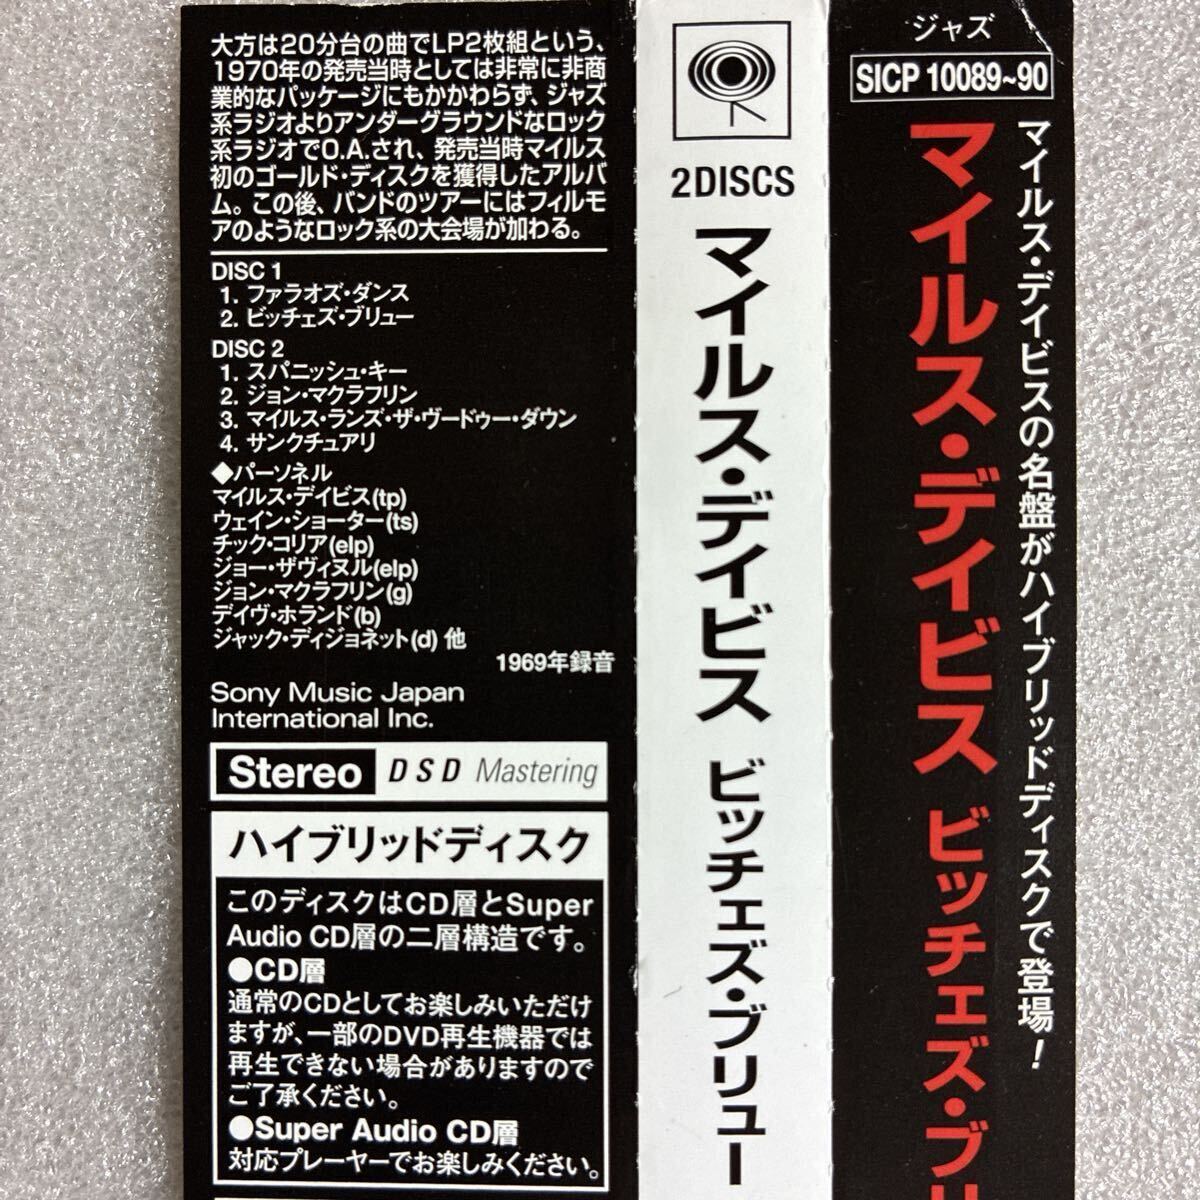 大方は20分台の曲でLP2枚組という、
1970年の発売当時としては非常に非商
業的なパッケージにもかかわらず、ジャズ
系ラジオよりアンダーグラウンドなロック
系ラジオでO.A.され、発売当時マイルス
初のゴールド・ディスクを獲得したアルバ
ム。この後、バンドのツアーにはフィルモ
アのようなロック系の大会場が加わる。
DISC 1
1. ファラオズ・ダンス
2. ビッチェズ・ブリュー
DISC 2
1. スパニッシュ・キー
2. ジョン・マクラフリン
3. マイルス・ランズ・ザ・ヴードゥー・ダウン
4. サンクチュアリ
◆パーソネル
マイルス・デイビス(tp)
ウェイン・ショーター(ts)
チック・コリア(elp)
ジョー・ザヴィヌル(elp)
ジョン・マクラフリン(g)
デイヴ・ホランド(b)
ジャック・ディジョネット(d) 他
1969年録音
Sony Music Japan
International Inc.
Stereo DSD Mastering
ハイブリッドディスク
このディスクはCD層とSuper
Audio CD層の二層構造です。
●CD層
通常のCDとしてお楽しみいただけ
ますが、一部のDVD再生機器では
再生できない場合がありますので
ご了承ください。
●Super Audio CD層
対応プレーヤーでお楽しみください。
2DISCS
マイルス・デイビス ビッチェズ・ブリュー
ジャズ
SICP 10089~90
マイルス・デイビスの名盤がハイブリッドディスクで登場!
マイルス・デイビス ビッチェズ・ブリ